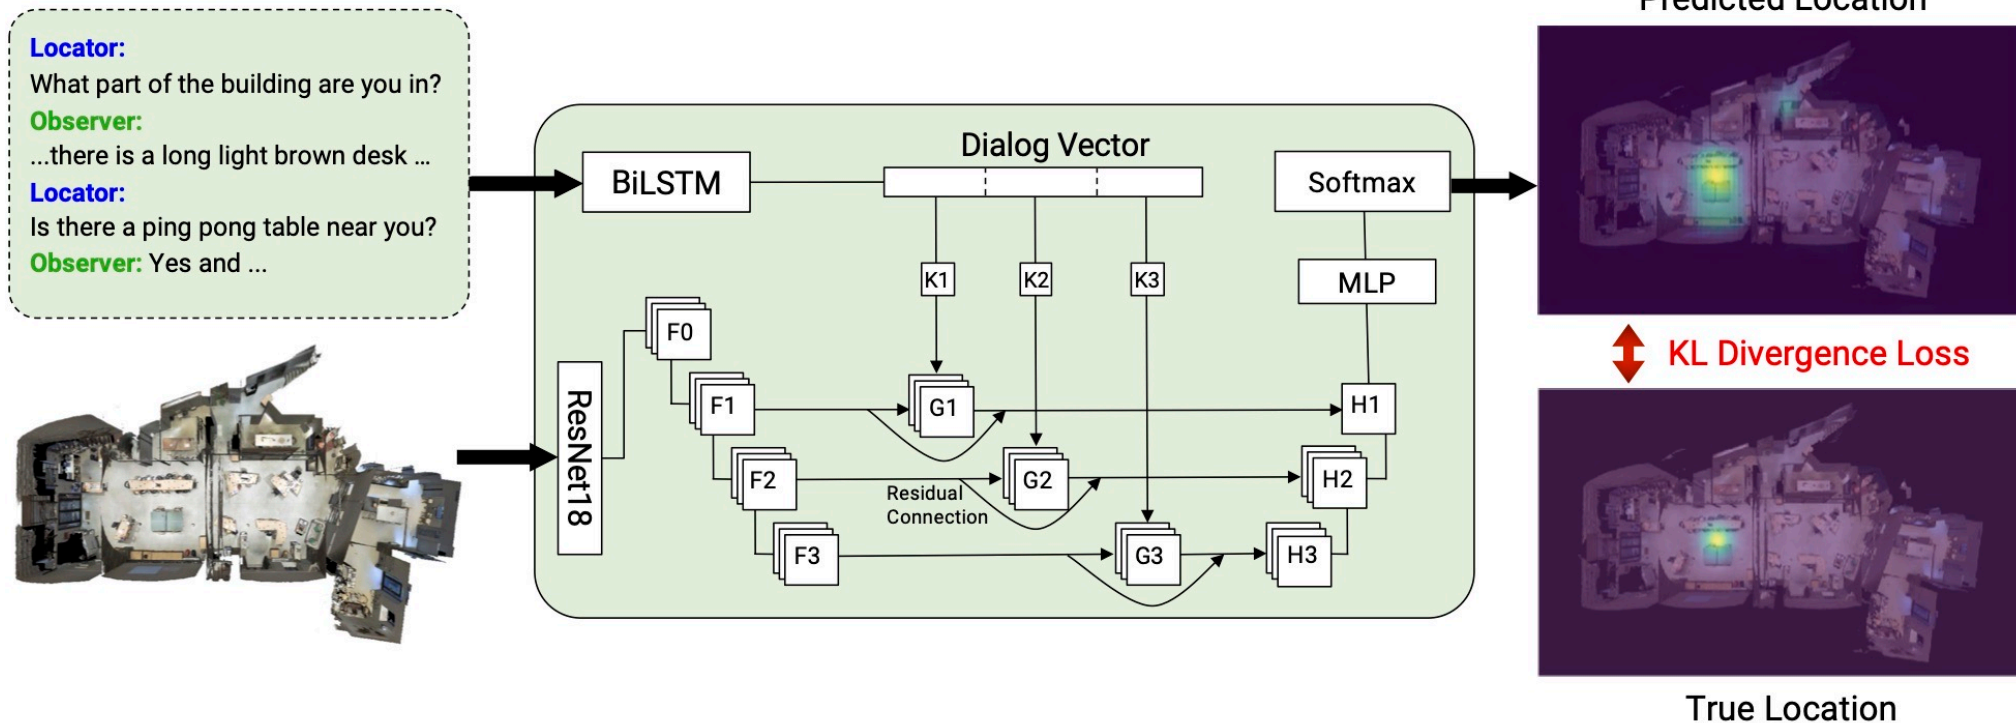 Locator:
What part of the building are you in?
Observer:
...there is a long light brown desk ...
Locator:
Is there a ping pong table near you?
Observer: Yes and ...
BiLSTM
Dialog Vector
Softmax
K1
K2
K3
MLP
ResNet18
F0
F1
G1
H1
F2
Residual
Connection
G2
H2
F3
G3
H3
Predicted Location
KL Divergence Loss
True Location